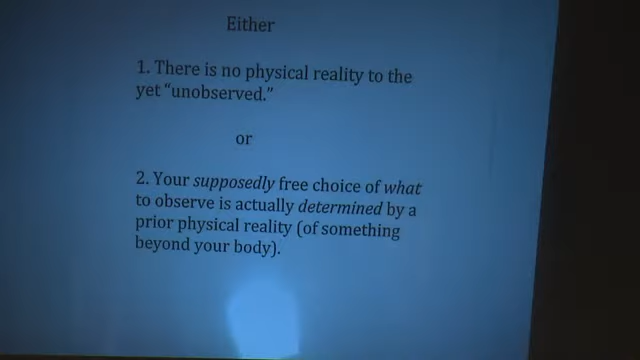 Either
1. There is no physical reality to the
yet “unobserved.”
or
2. Your supposedly free choice of what
to observe is actually determined by a
prior physical reality (of something
beyond your body).